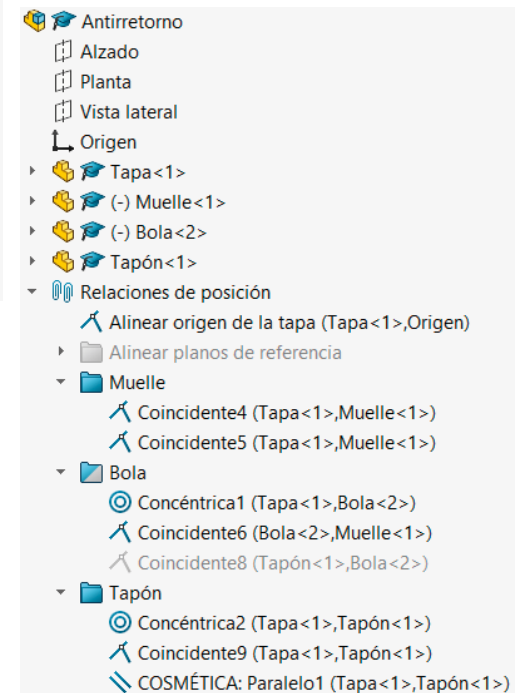 Antirretorno
Alzado
Planta
Vista lateral
Origen
Tapa<1>
(-) Muelle<1>
(-) Bola<2>
Tapón<1>
Relaciones de posición
Alinear origen de la tapa (Tapa<1>,Origen)
Alinear planos de referencia
Muelle
Coincidente4 (Tapa<1>,Muelle<1>)
Coincidente5 (Tapa<1>,Muelle<1>)
Bola
Concéntrica1 (Tapa<1>,Bola<2>)
Coincidente6 (Bola<2>,Muelle<1>)
Coincidente8 (Tapón<1>,Bola<2>)
Tapón
Concéntrica2 (Tapa<1>,Tapón<1>)
Coincidente9 (Tapa<1>,Tapón<1>)
COSMÉTICA: Paralelo1 (Tapa<1>,Tapón<1>)